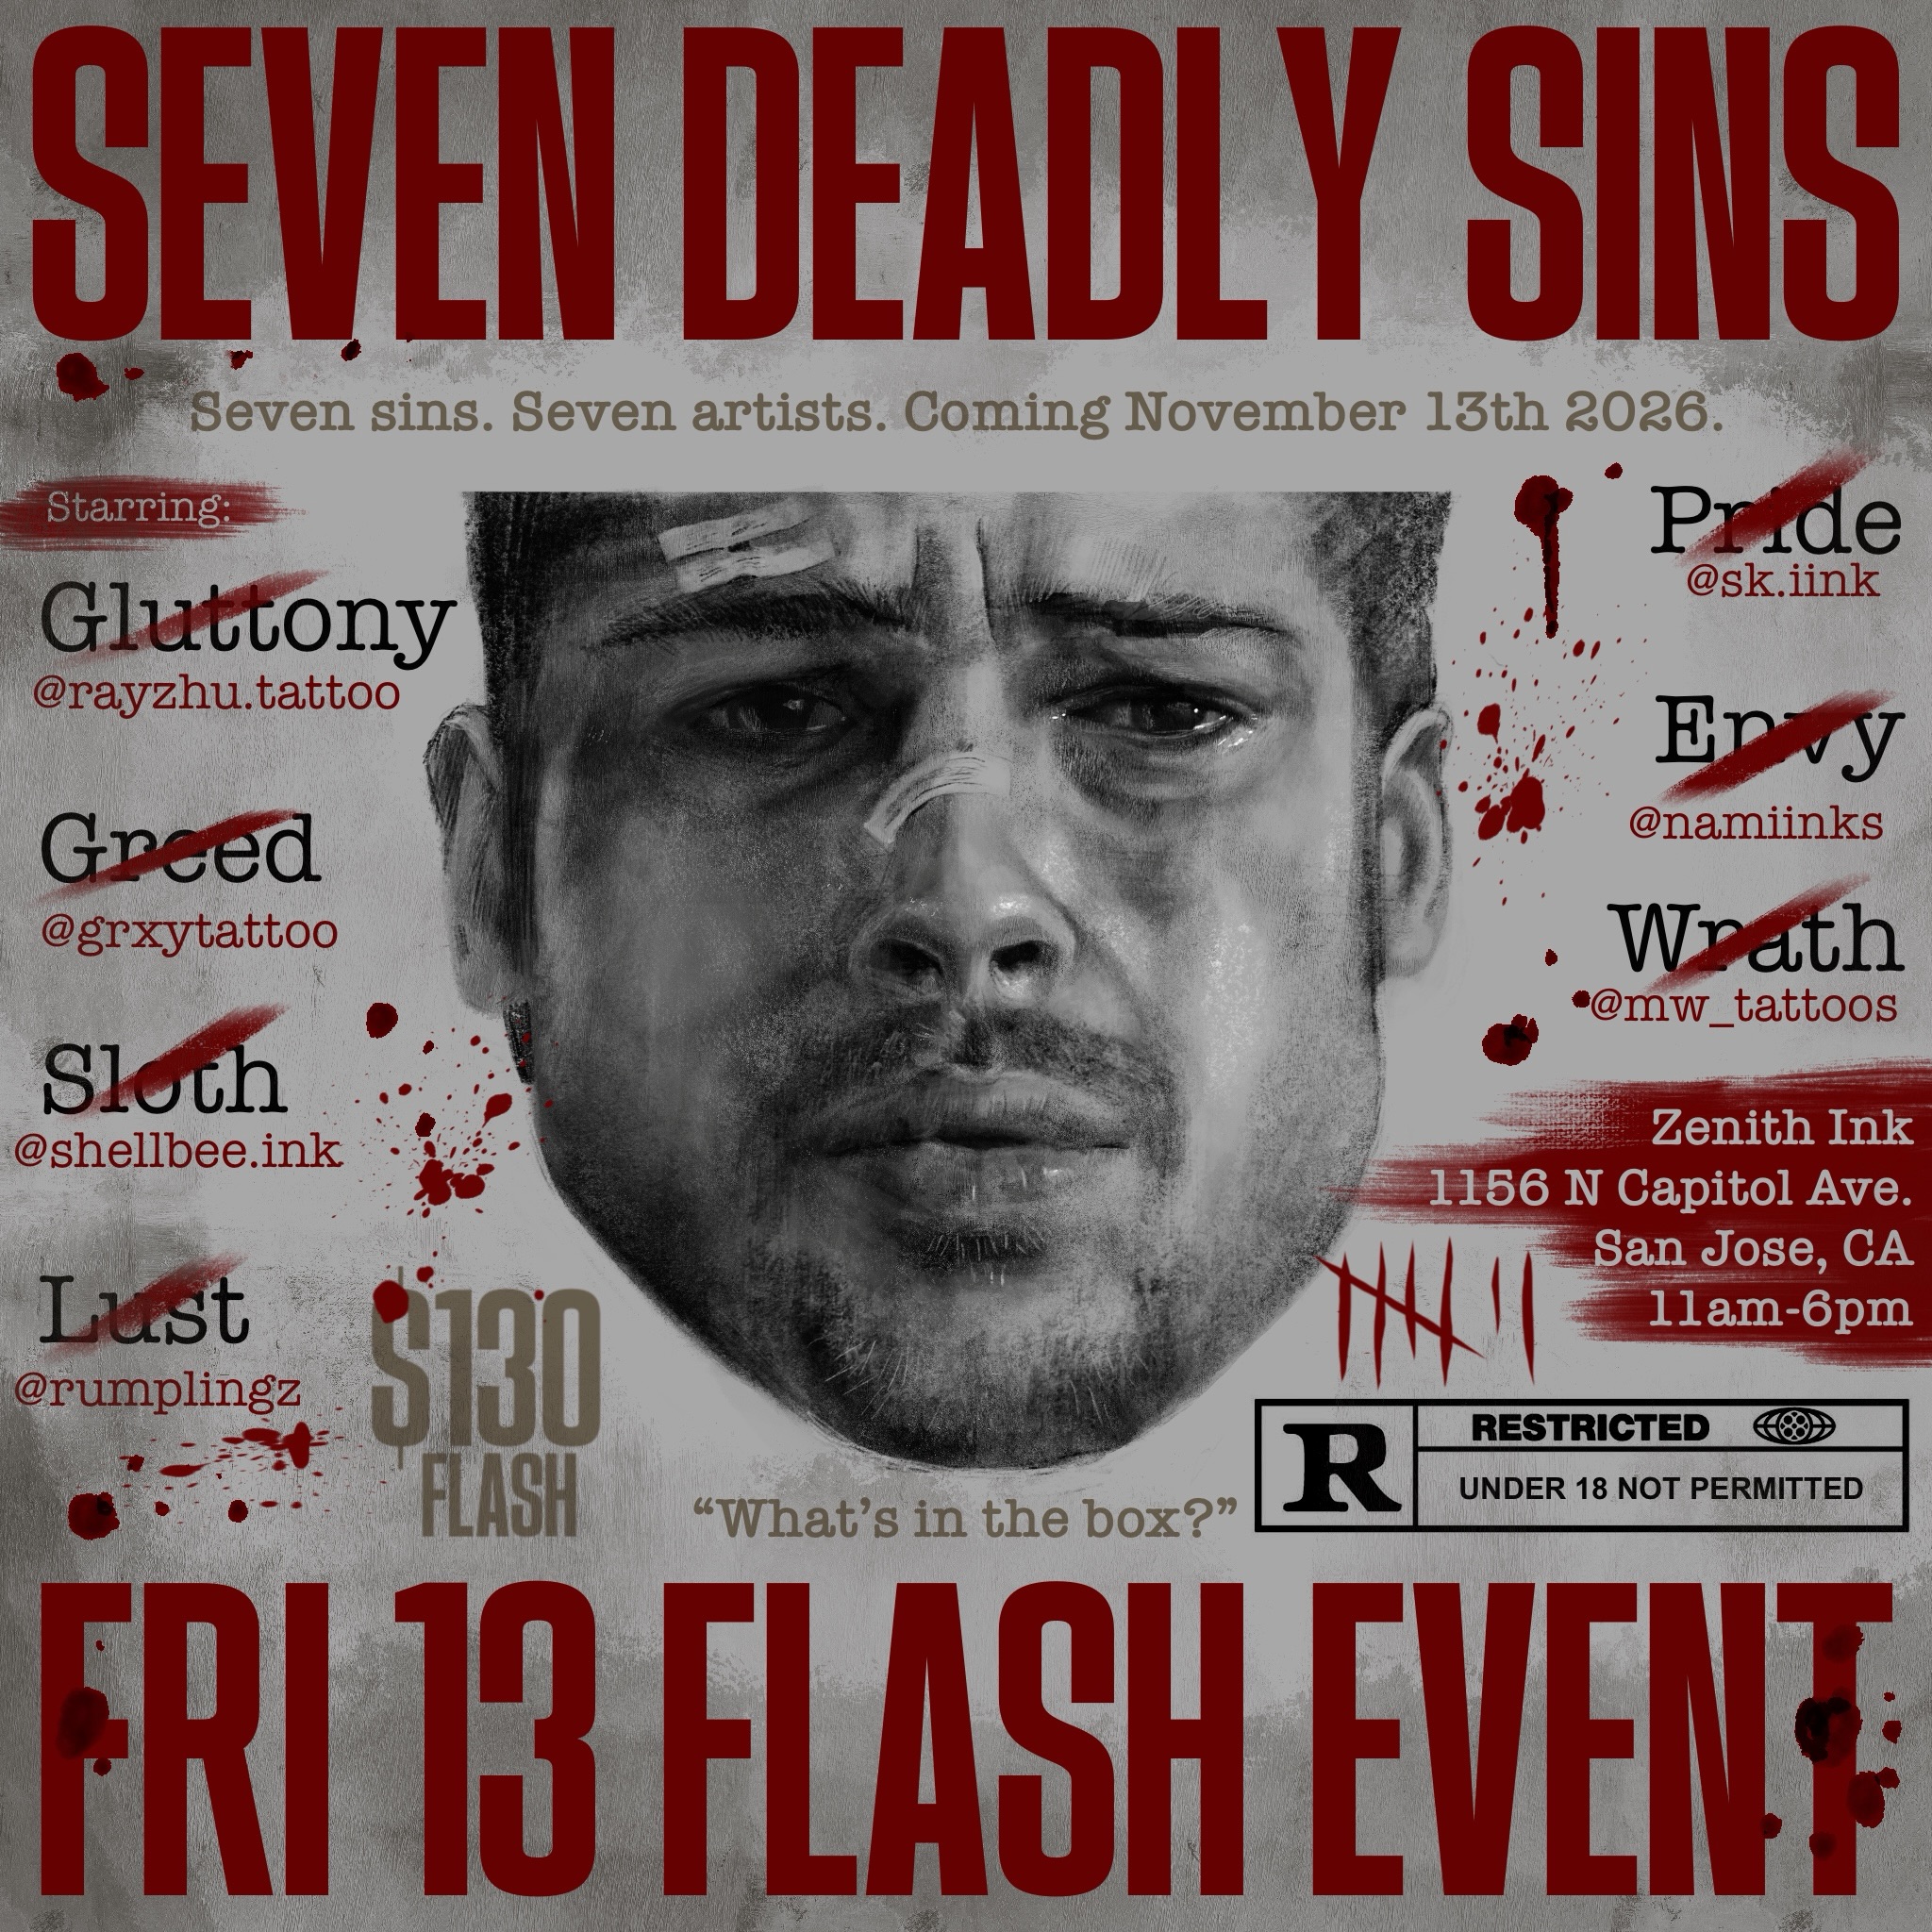 SEVEN DEADLY SINS
Seven sins. Seven artists. Coming November 13th 2026.
Starring:
Gluttony
@rayzhu.tattoo
Greed
@grxytattoo
Sloth
@shellbee.ink
Lust
@rumplingz
Pride
@sk.iink
Envy
@namiinks
Wrath
@mw_tattoos
Zenith Ink
1156 N Capitol Ave.
San Jose, CA
11am-6pm
$130
FLASH
“What’s in the box?”
R
RESTRICTED
UNDER 18 NOT PERMITTED
FRI 13 FLASH EVENT